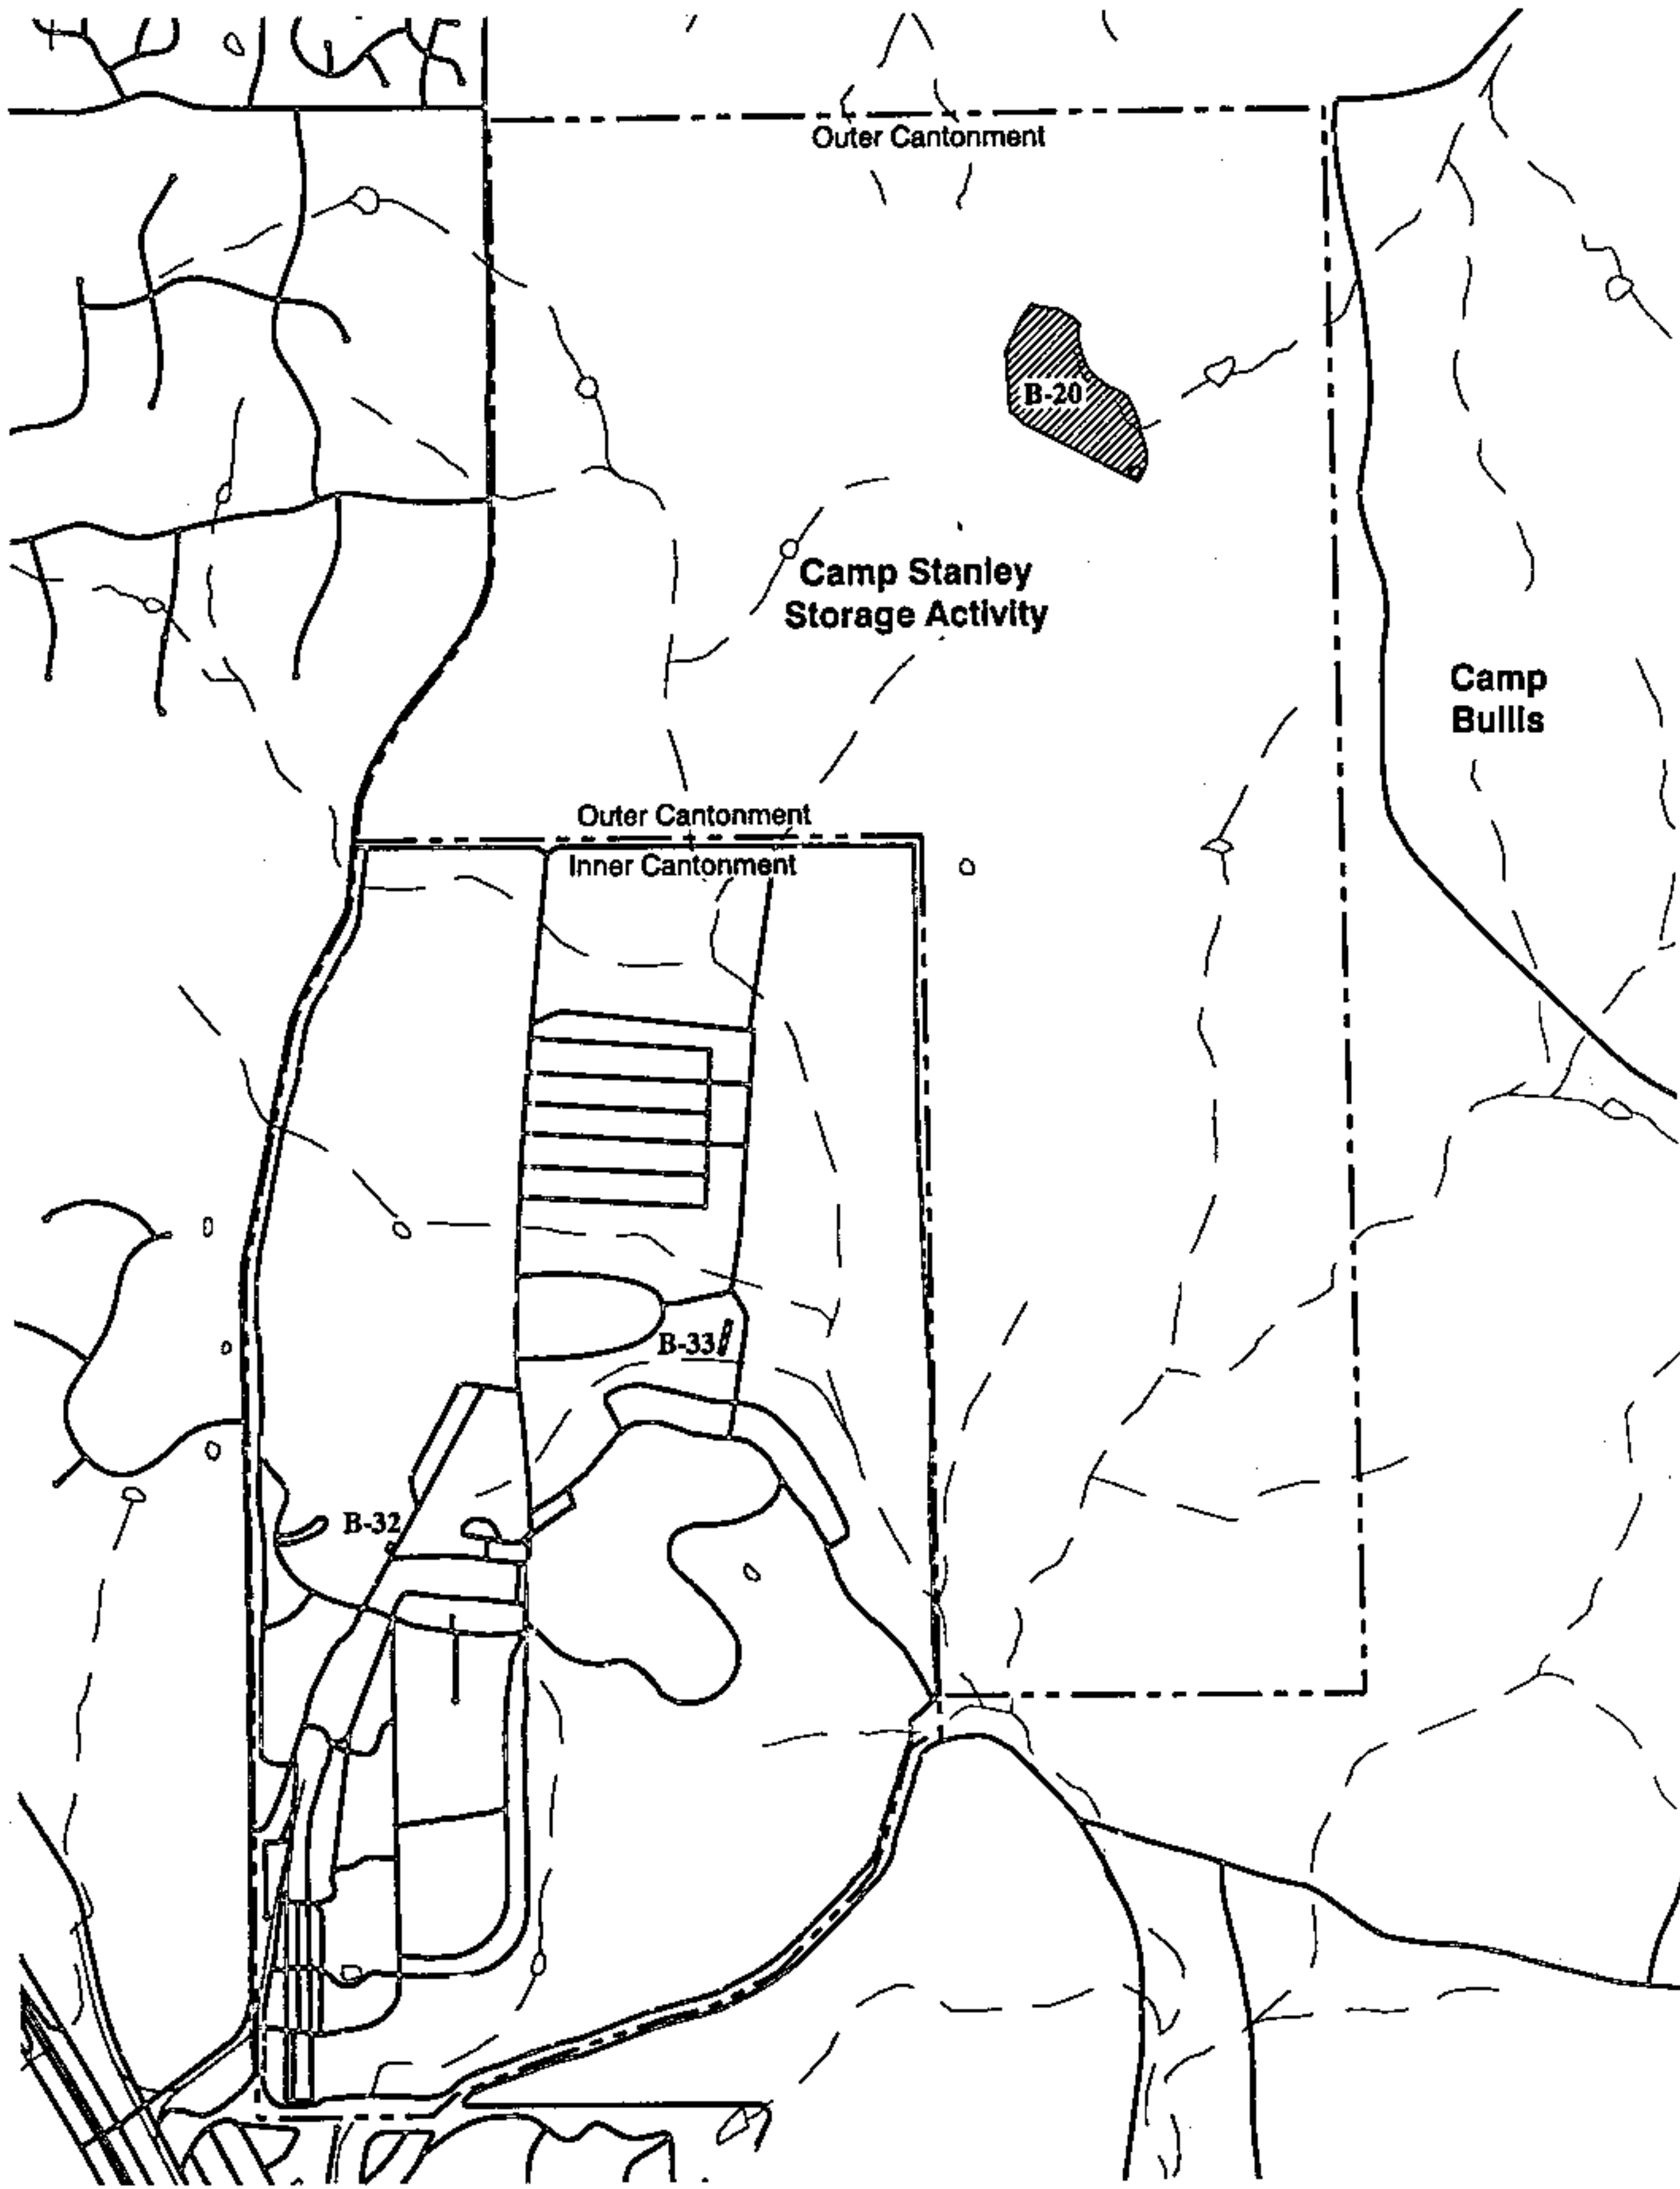 Outer Cantonment
B-20
Camp Stanley
Storage Activity
Camp
Bullis
Outer Cantonment
Inner Cantonment
B-33
B-32